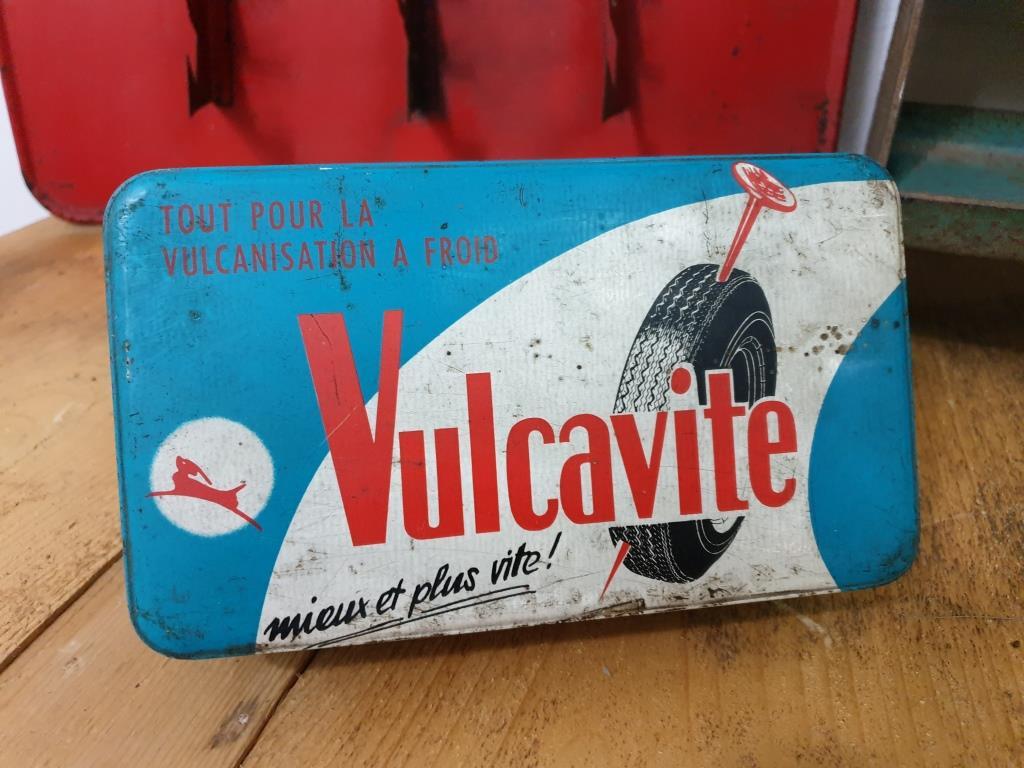 TOUT POUR LA
VULCANISATION A FROID
Vulcavite
mieux et plus vite!